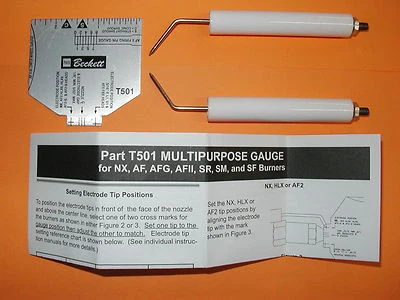 Beckett
T501
Part T501 MULTIPURPOSE GAUGE
for NX, AF, AFG, AFII, SR, SM, and SF Burners
Setting Electrode Tip Positions
To position the electrode tips in front of the face of the nozzle
and above the center line, select one of two cross marks for
the burner as shown in either Figure 2 or 3. Set one tip to the
gauge position then adjust the other to match. Electrode tip
setting reference chart is shown below. (See individual instruc-
tion manuals for more details.)
NX, HLX or AF2
Set the NX, HLX or
AF2 tip positions by
aligning the electrode
tip with the mark
shown in Figure